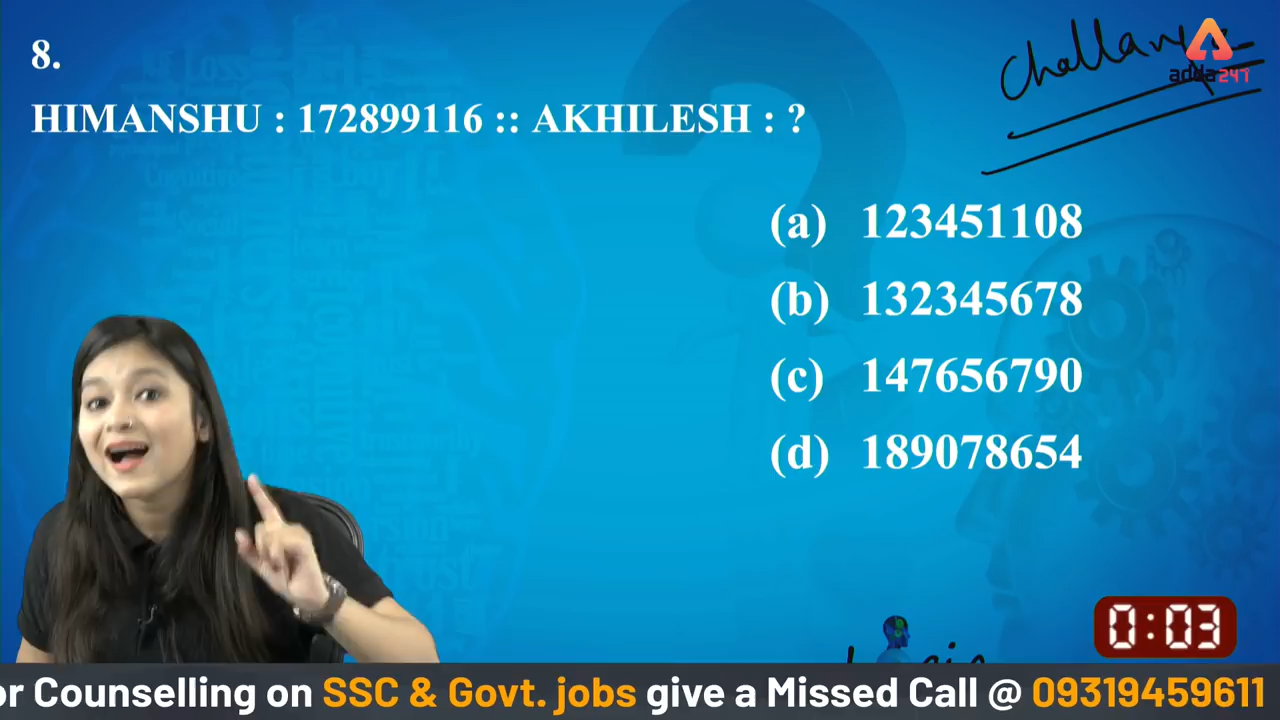 8.
HIMANSHU : 172899116 :: AKHILESH : ?
(a) 123451108
(b) 132345678
(c) 147656790
(d) 189078654
adda247
0:03
or Counselling on SSC & Govt. jobs give a Missed Call @ 09319459611